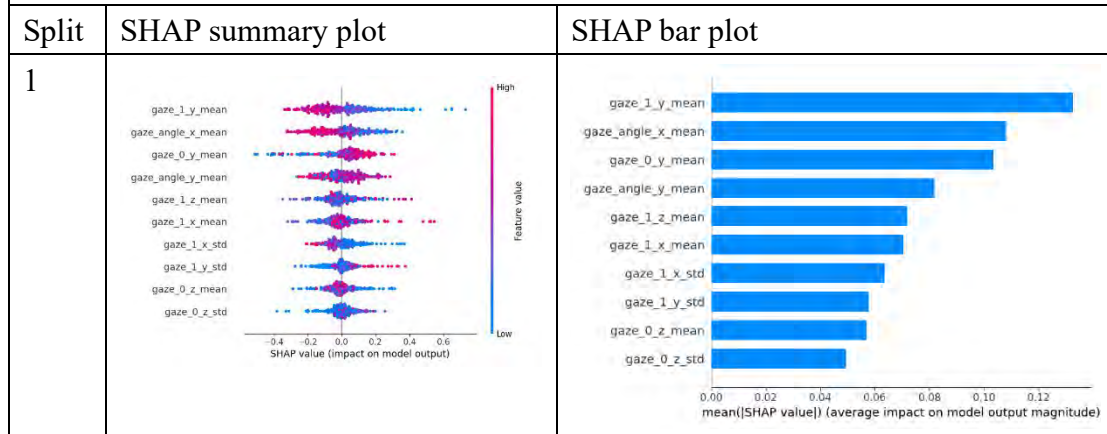 Split SHAP summary plot SHAP bar plot
1
High
gaze_1_y_mean
gaze_angle_x_mean
gaze_0_y_mean
gaze_angle_y_mean
gaze_1_z_mean
gaze_1_x_mean
gaze_1_x_std
gaze_1_y_std
gaze_0_z_mean
gaze_0_z_std
Feature value
Low
−0.4 −0.2 0.0 0.2 0.4 0.6
SHAP value (impact on model output)
gaze_1_y_mean
gaze_angle_x_mean
gaze_0_y_mean
gaze_angle_y_mean
gaze_1_z_mean
gaze_1_x_mean
gaze_1_x_std
gaze_1_y_std
gaze_0_z_mean
gaze_0_z_std
0.00 0.02 0.04 0.06 0.08 0.10 0.12
mean(|SHAP value|) (average impact on model output magnitude)